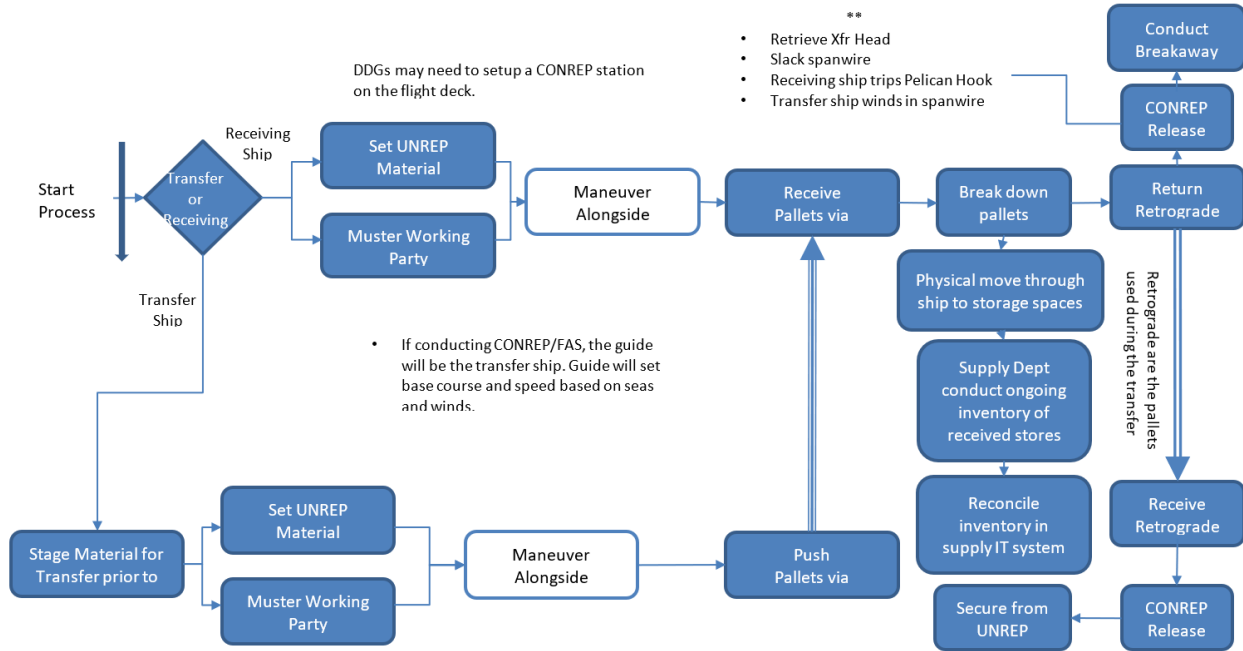 **
• Retrieve Xfr Head
• Slack spanwire
• Receiving ship trips Pelican Hook
• Transfer ship winds in spanwire
Conduct
Breakaway
CONREP
Release
DDGs may need to setup a CONREP station
on the flight deck.
Start
Process
Transfer
or
Receiving
Receiving
Ship
Set UNREP
Material
Muster Working
Party
Maneuver
Alongside
Receive
Pallets via
Break down
pallets
Return
Retrograde
Transfer
Ship
Physical move through
ship to storage spaces
Supply Dept
conduct ongoing
inventory of
received stores
Reconcile
inventory in
supply IT system
Retrograde are the pallets
used during the transfer
• If conducting CONREP/FAS, the guide
will be the transfer ship. Guide will set
base course and speed based on seas
and winds.
Stage Material for
Transfer prior to
Set UNREP
Material
Muster Working
Party
Maneuver
Alongside
Push
Pallets via
Receive
Retrograde
CONREP
Release
Secure from
UNREP